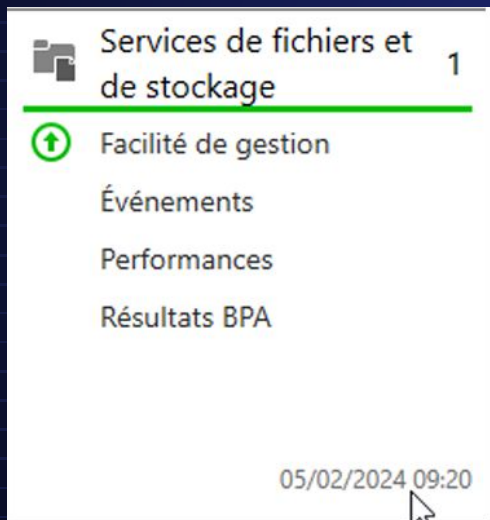 Services de fichiers et
de stockage
1
Facilité de gestion
Événements
Performances
Résultats BPA
05/02/2024 09:20